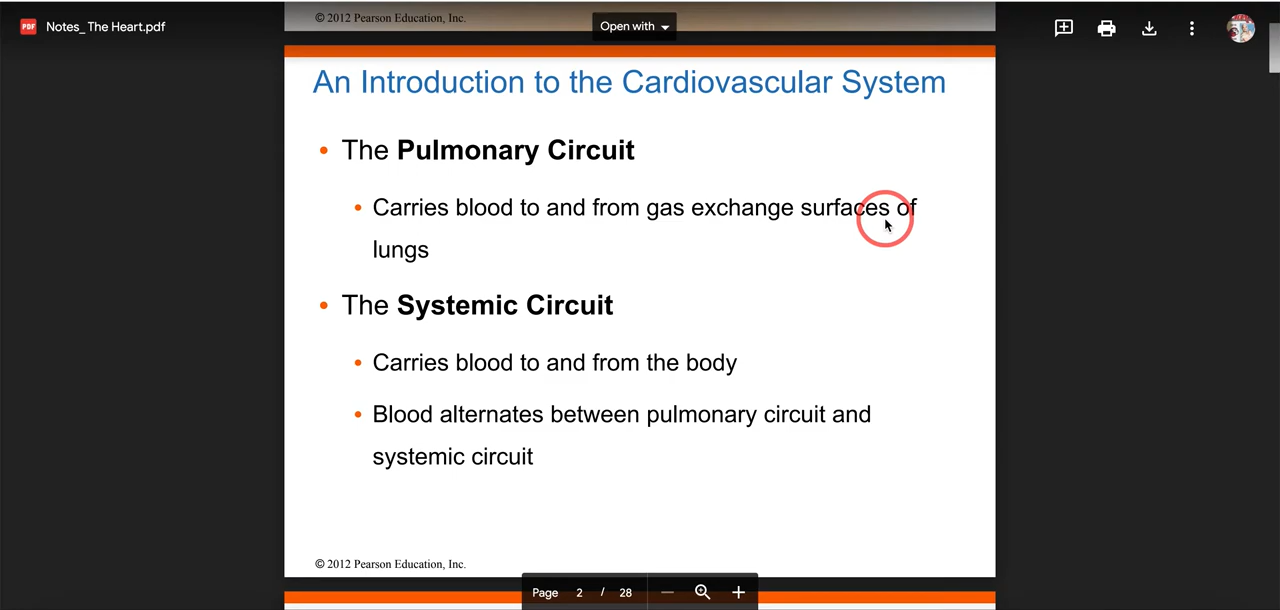 © 2012 Pearson Education, Inc.
PDF Notes_ The Heart.pdf
Open with
An Introduction to the Cardiovascular System
• The Pulmonary Circuit
• Carries blood to and from gas exchange surfaces of
lungs
• The Systemic Circuit
• Carries blood to and from the body
• Blood alternates between pulmonary circuit and
systemic circuit
© 2012 Pearson Education, Inc.
Page 2 / 28